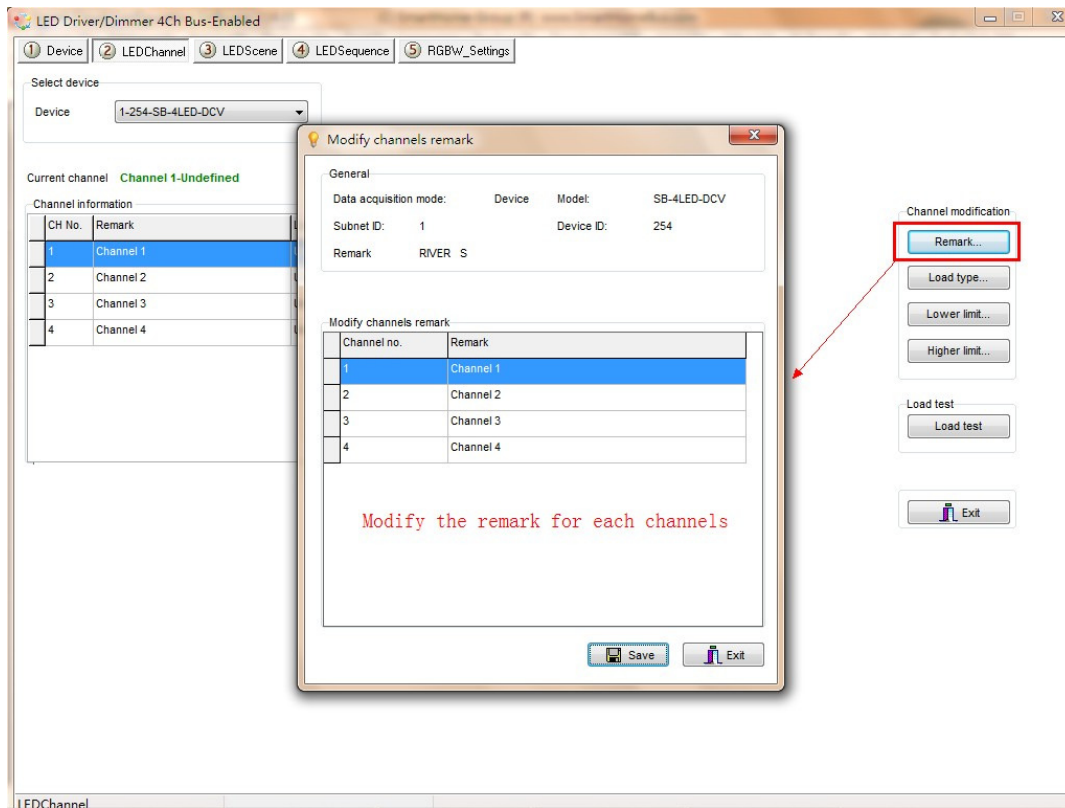 LED Driver/Dimmer 4Ch Bus-Enabled
1 Device 2 LEDChannel 3 LEDScene 4 LEDSequence 5 RGBW_Settings
Select device
Device 1-254-SB-4LED-DCV
Current channel Channel 1-Undefined
Channel information
CH No. Remark
1 Channel 1
2 Channel 2
3 Channel 3
4 Channel 4
Modify channels remark
General
Data acquisition mode: Device Model: SB-4LED-DCV
Subnet ID: 1 Device ID: 254
Remark RIVER S
Modify channels remark
Channel no. Remark
1 Channel 1
2 Channel 2
3 Channel 3
4 Channel 4
Modify the remark for each channels
Save Exit
Channel modification
Remark...
Load type...
Lower limit...
Higher limit...
Load test
Load test
Exit
LEDChannel